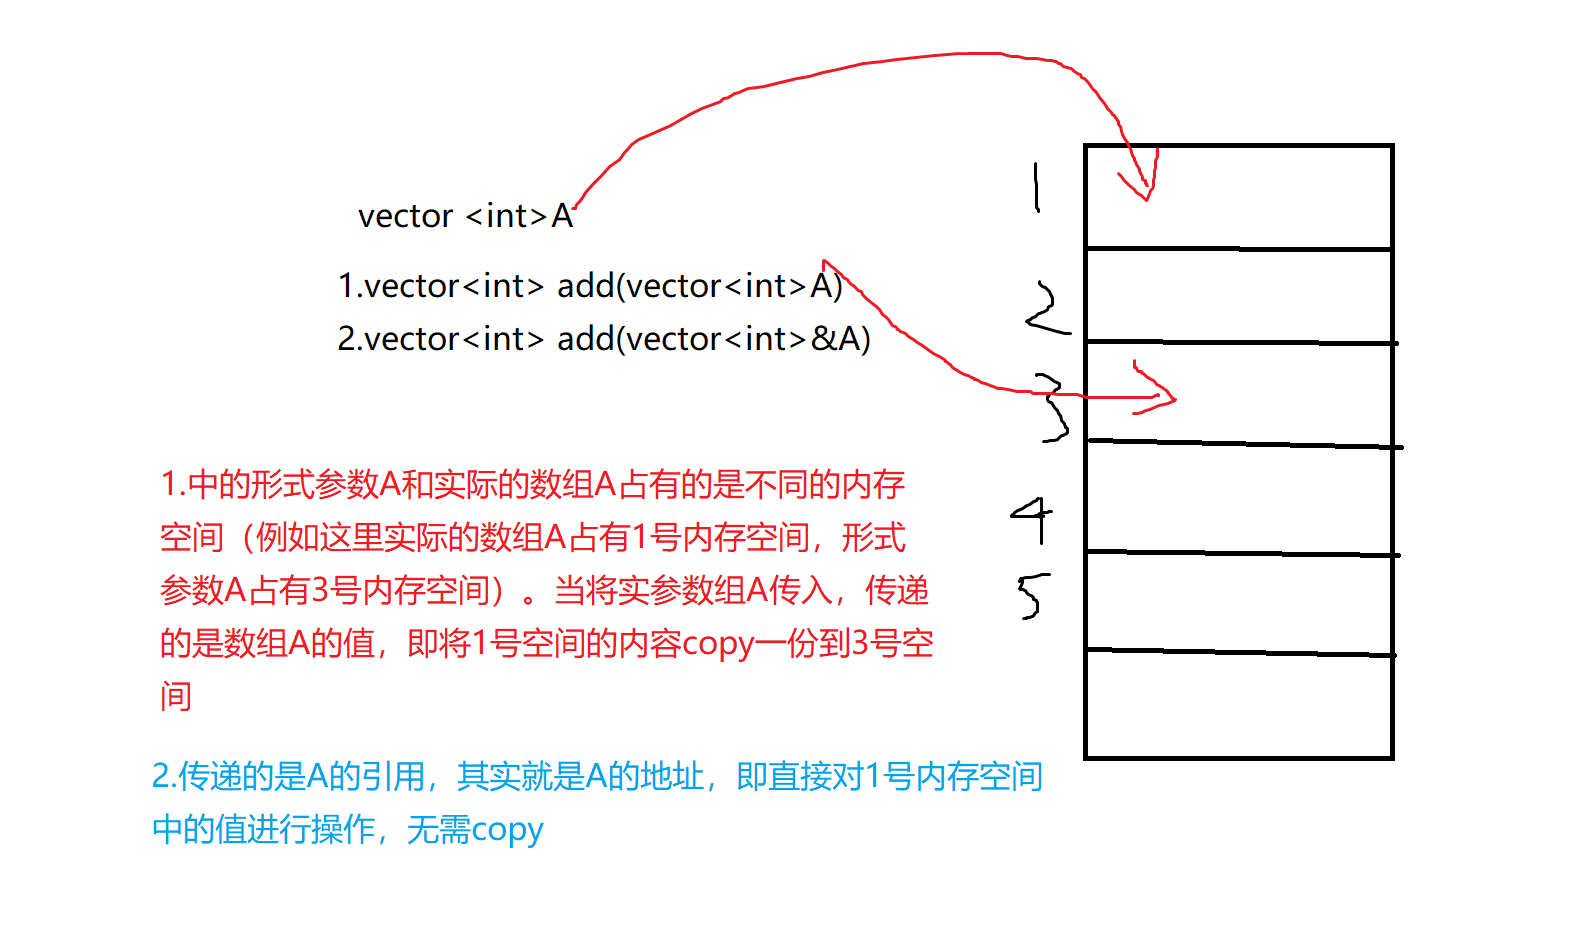 vector <int>A
1.vector<int> add(vector<int>A)
2.vector<int> add(vector<int>&A)
1
2
3
4
5
1.中的形式参数A和实际的数组A占有的是不同的内存
空间（例如这里实际的数组A占有1号内存空间，形式
参数A占有3号内存空间）。当将实参数组A传入，传递
的是数组A的值，即将1号空间的内容copy一份到3号空
间
2.传递的是A的引用，其实就是A的地址，即直接对1号内存空间
中的值进行操作，无需copy